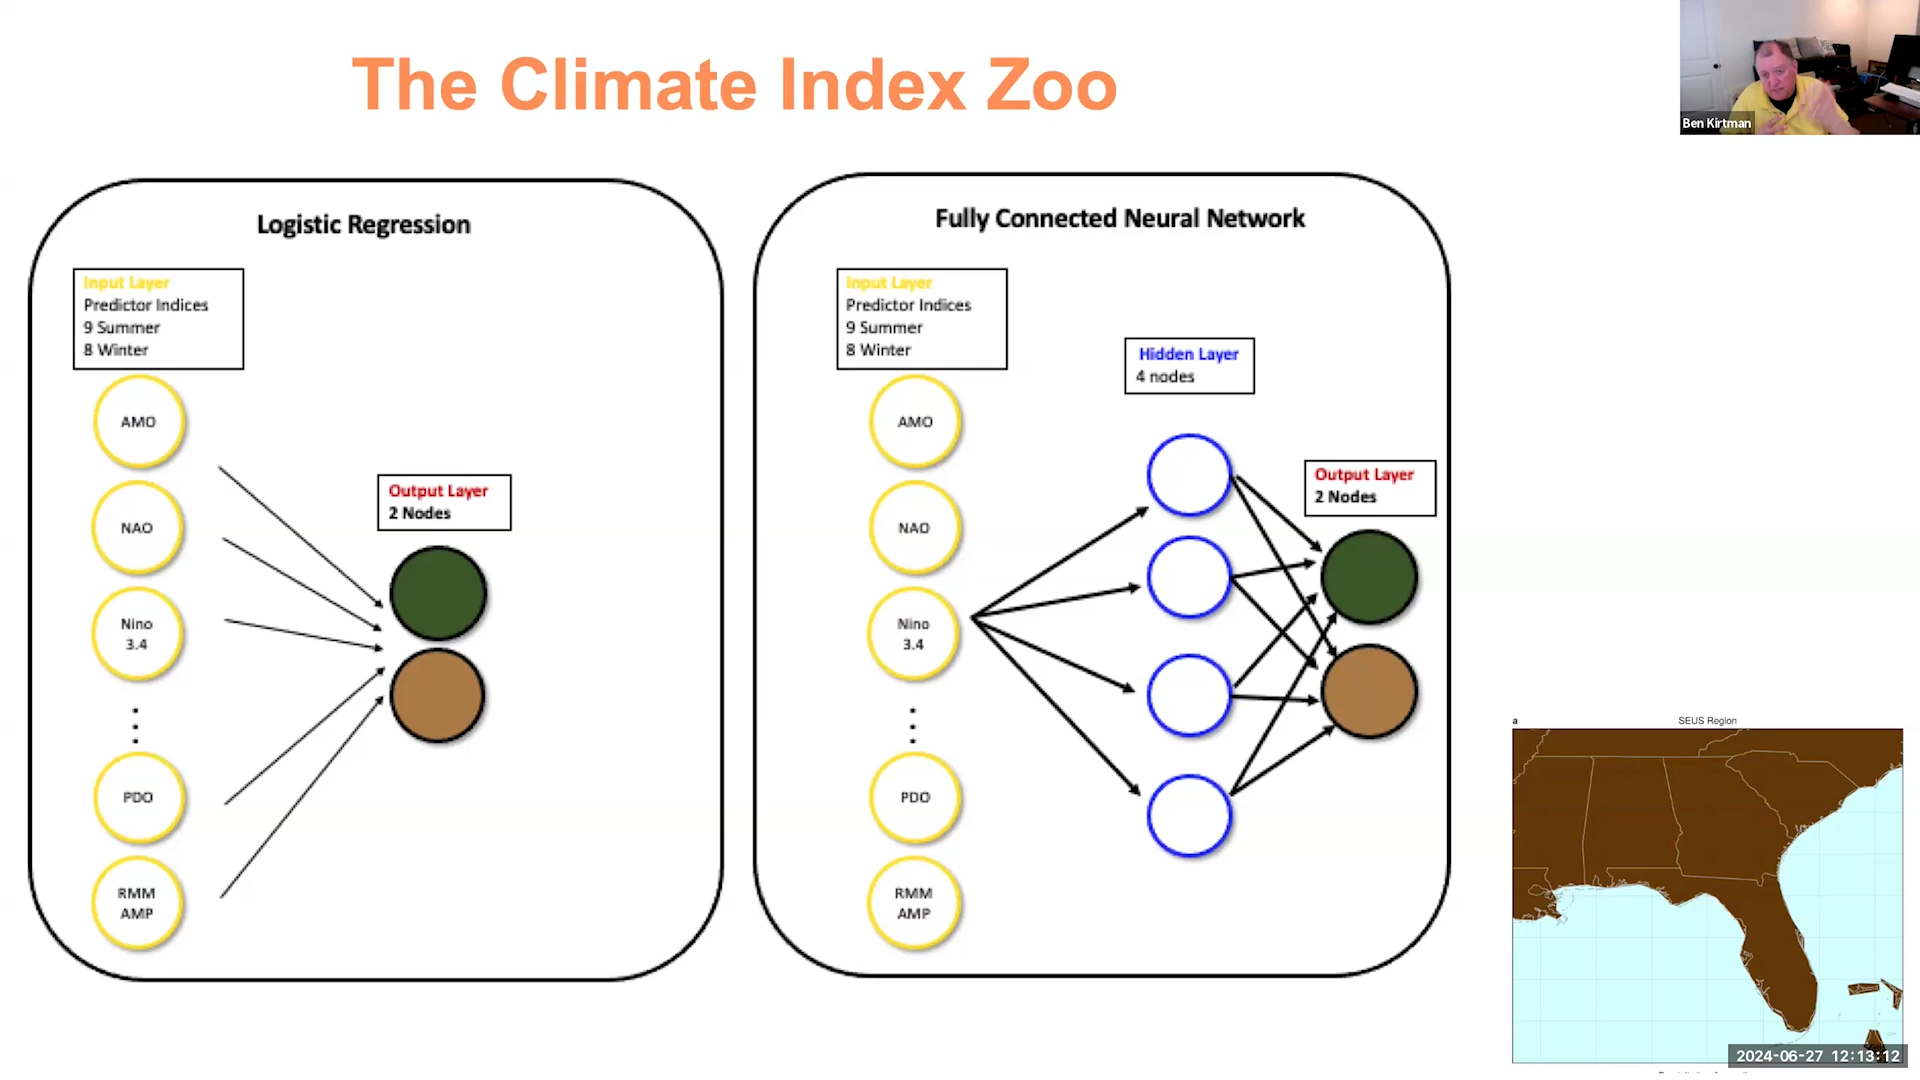 The Climate Index Zoo
Ben Kirtman
Logistic Regression
Input Layer
Predictor Indices
9 Summer
8 Winter
AMO
NAO
Nino
3.4
PDO
RMM
AMP
Output Layer
2 Nodes
Fully Connected Neural Network
Input Layer
Predictor Indices
9 Summer
8 Winter
AMO
NAO
Nino
3.4
PDO
RMM
AMP
Hidden Layer
4 nodes
Output Layer
2 Nodes
a
SEUS Region
2024-06-27 12:13:12